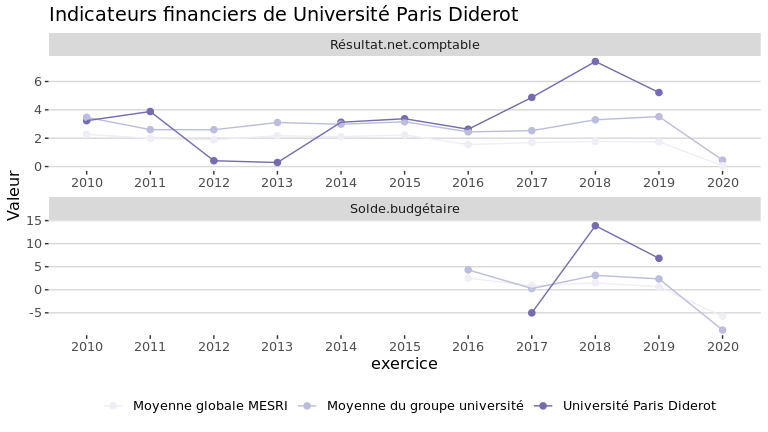 Indicateurs financiers de Université Paris Diderot
Résultat.net.comptable
6
4
2
0
2010 2011 2012 2013 2014 2015 2016 2017 2018 2019 2020
Valeur
Solde.budgétaire
15
10
5
0
-5
2010 2011 2012 2013 2014 2015 2016 2017 2018 2019 2020
exercice
Moyenne globale MESRI Moyenne du groupe université Université Paris Diderot